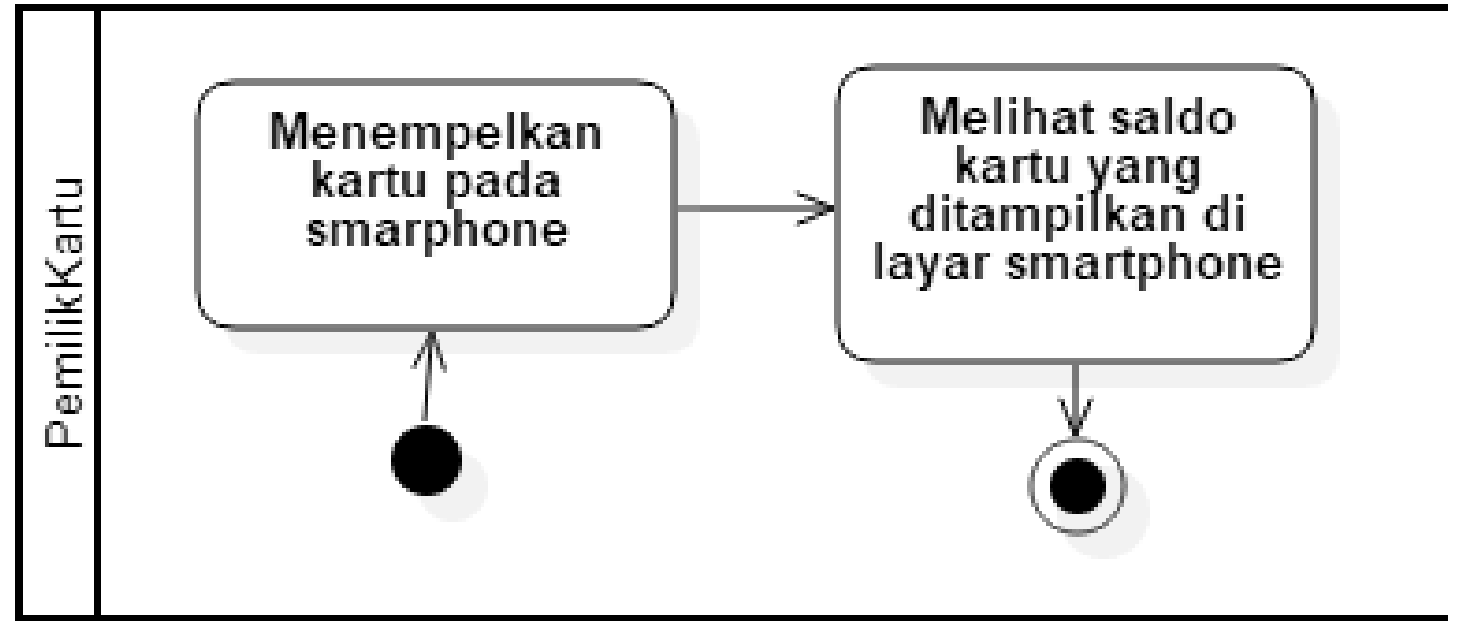 PemilikKartu
Menempelkan
kartu pada
smarphone
Melihat saldo
kartu yang
ditampilkan di
layar smartphone